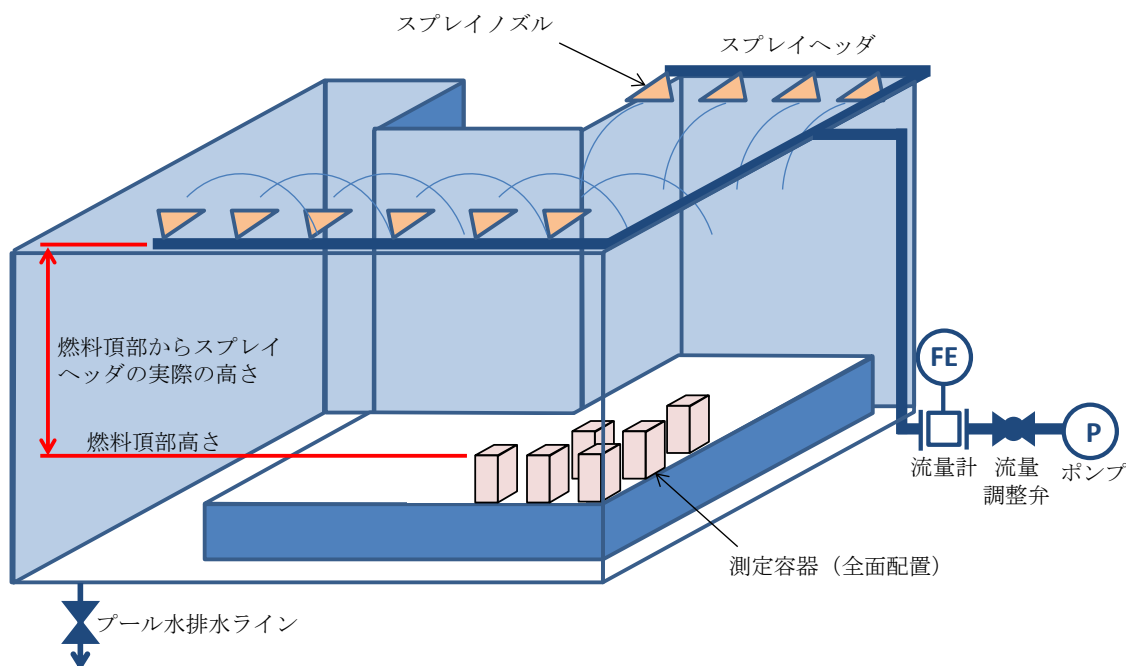 スプレイノズル
スプレイヘッダ
燃料頂部からスプレイ
ヘッダの実際の高さ
燃料頂部高さ
FE
P
流量計
流量
調整弁
ポンプ
測定容器（全面配置）
プール水排水ライン